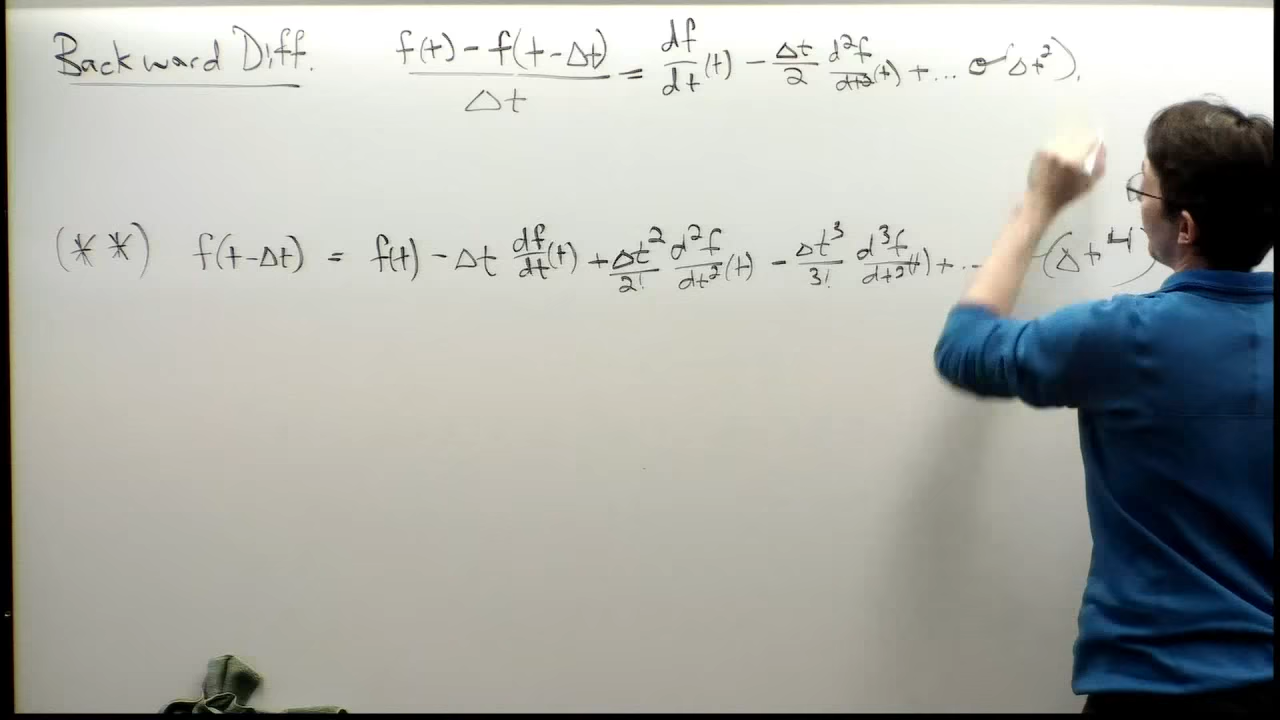 Backward Diff. (f(t) - f(t-Δt))/Δt = df/dt (t) - Δt/2 d²f/dt² (t) + ... O(Δt²).
(**) f(t-Δt) = f(t) - Δt df/dt (t) + Δt²/2! d²f/dt² (t) - Δt³/3! d³f/dt² (t) + ... (Δt⁴)